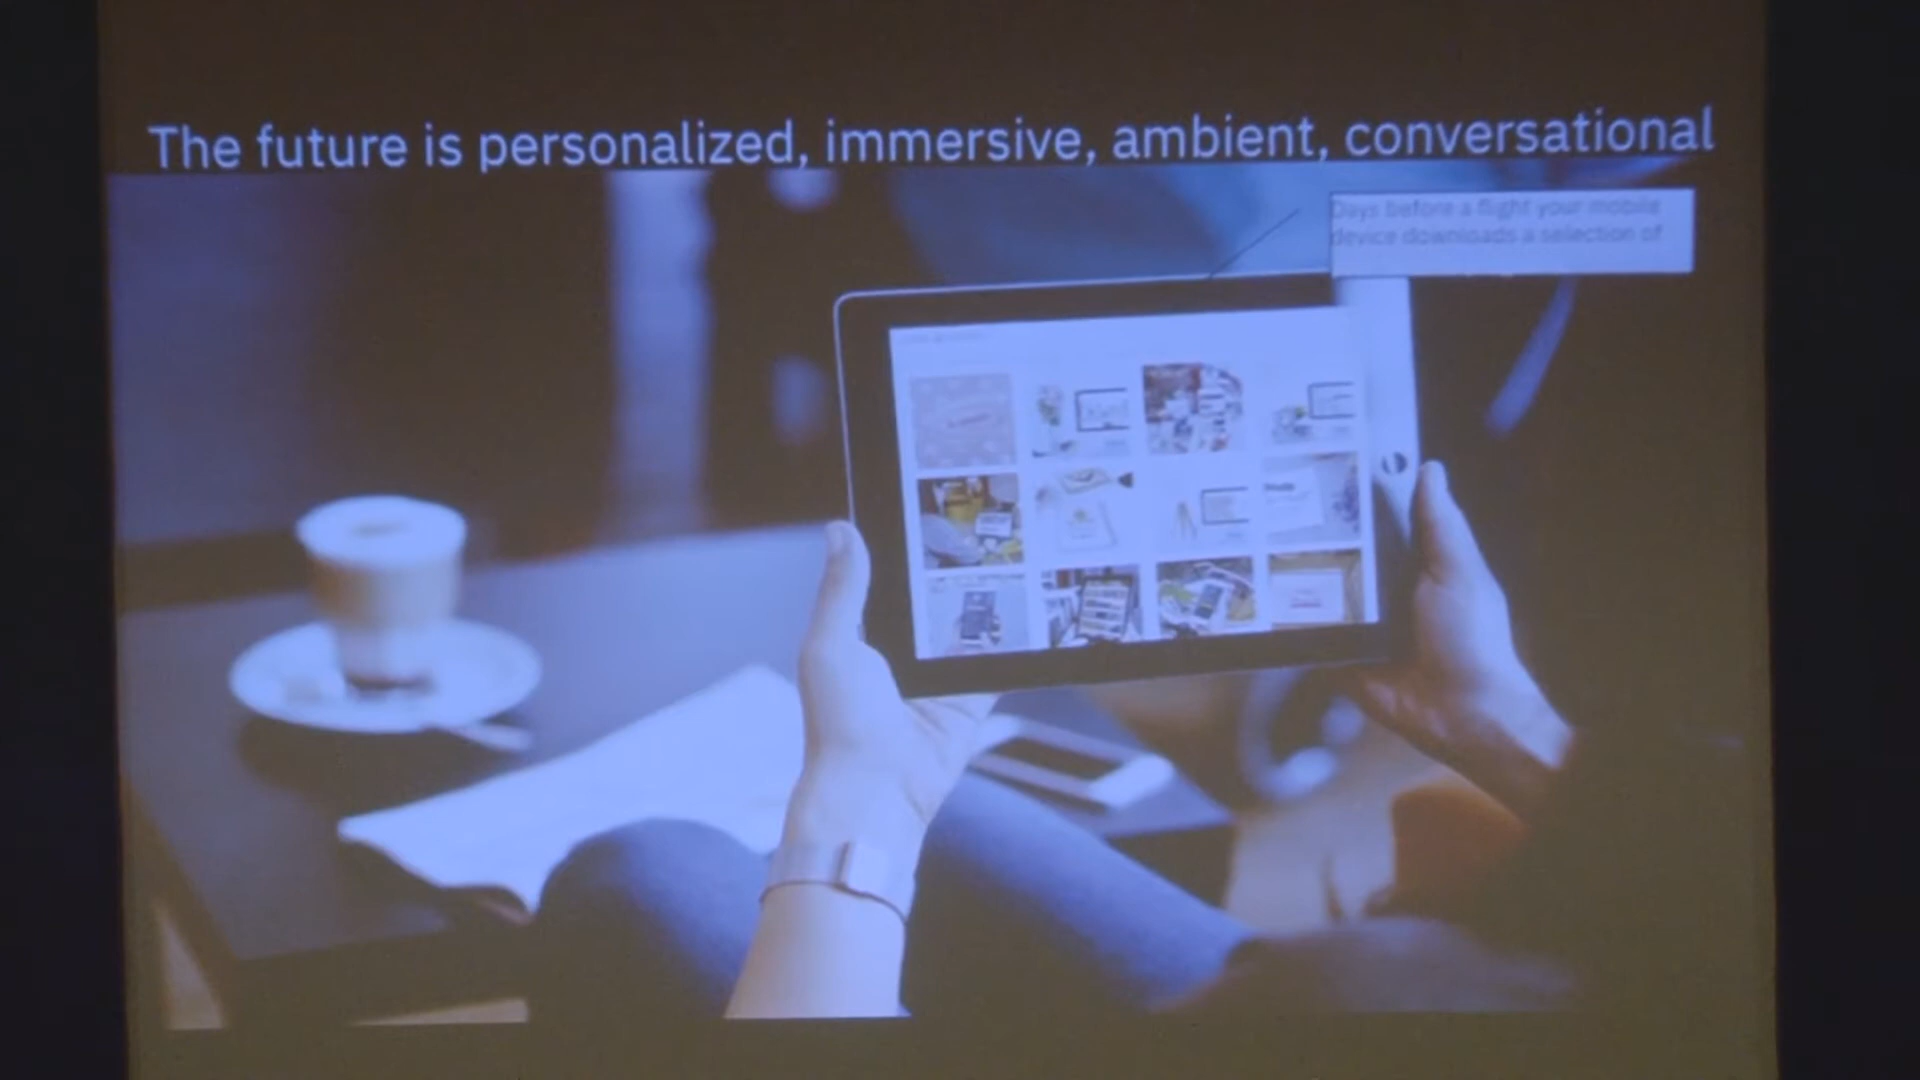 The future is personalized, immersive, ambient, conversational
Days before a flight your mobile
device downloads a selection of